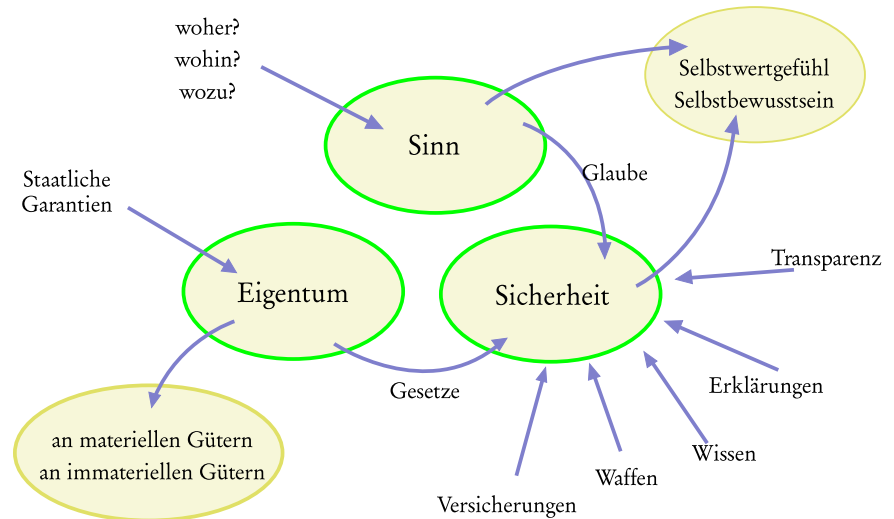 woher?
wohin?
wozu?
Selbstwertgefühl
Selbstbewusstsein
Sinn
Glaube
Staatliche
Garantien
Transparenz
Eigentum
Sicherheit
Gesetze
Erklärungen
an materiellen Gütern
an immateriellen Gütern
Wissen
Waffen
Versicherungen